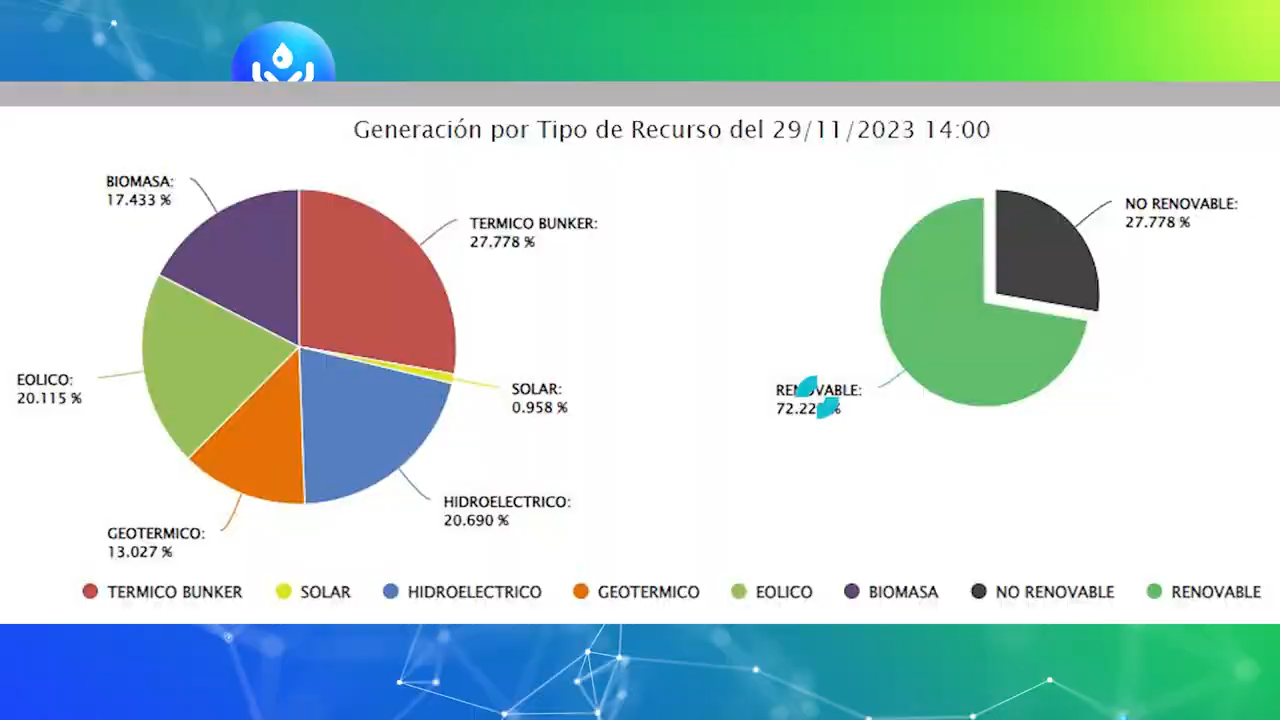 Generación por Tipo de Recurso del 29/11/2023 14:00
BIOMASA:
17.433 %
TERMICO BUNKER:
27.778 %
EOLICO:
20.115 %
SOLAR:
0.958 %
HIDROELECTRICO:
20.690 %
GEOTERMICO:
13.027 %
NO RENOVABLE:
27.778 %
RENOVABLE:
TERMICO BUNKER SOLAR HIDROELECTRICO GEOTERMICO EOLICO BIOMASA NO RENOVABLE RENOVABLE